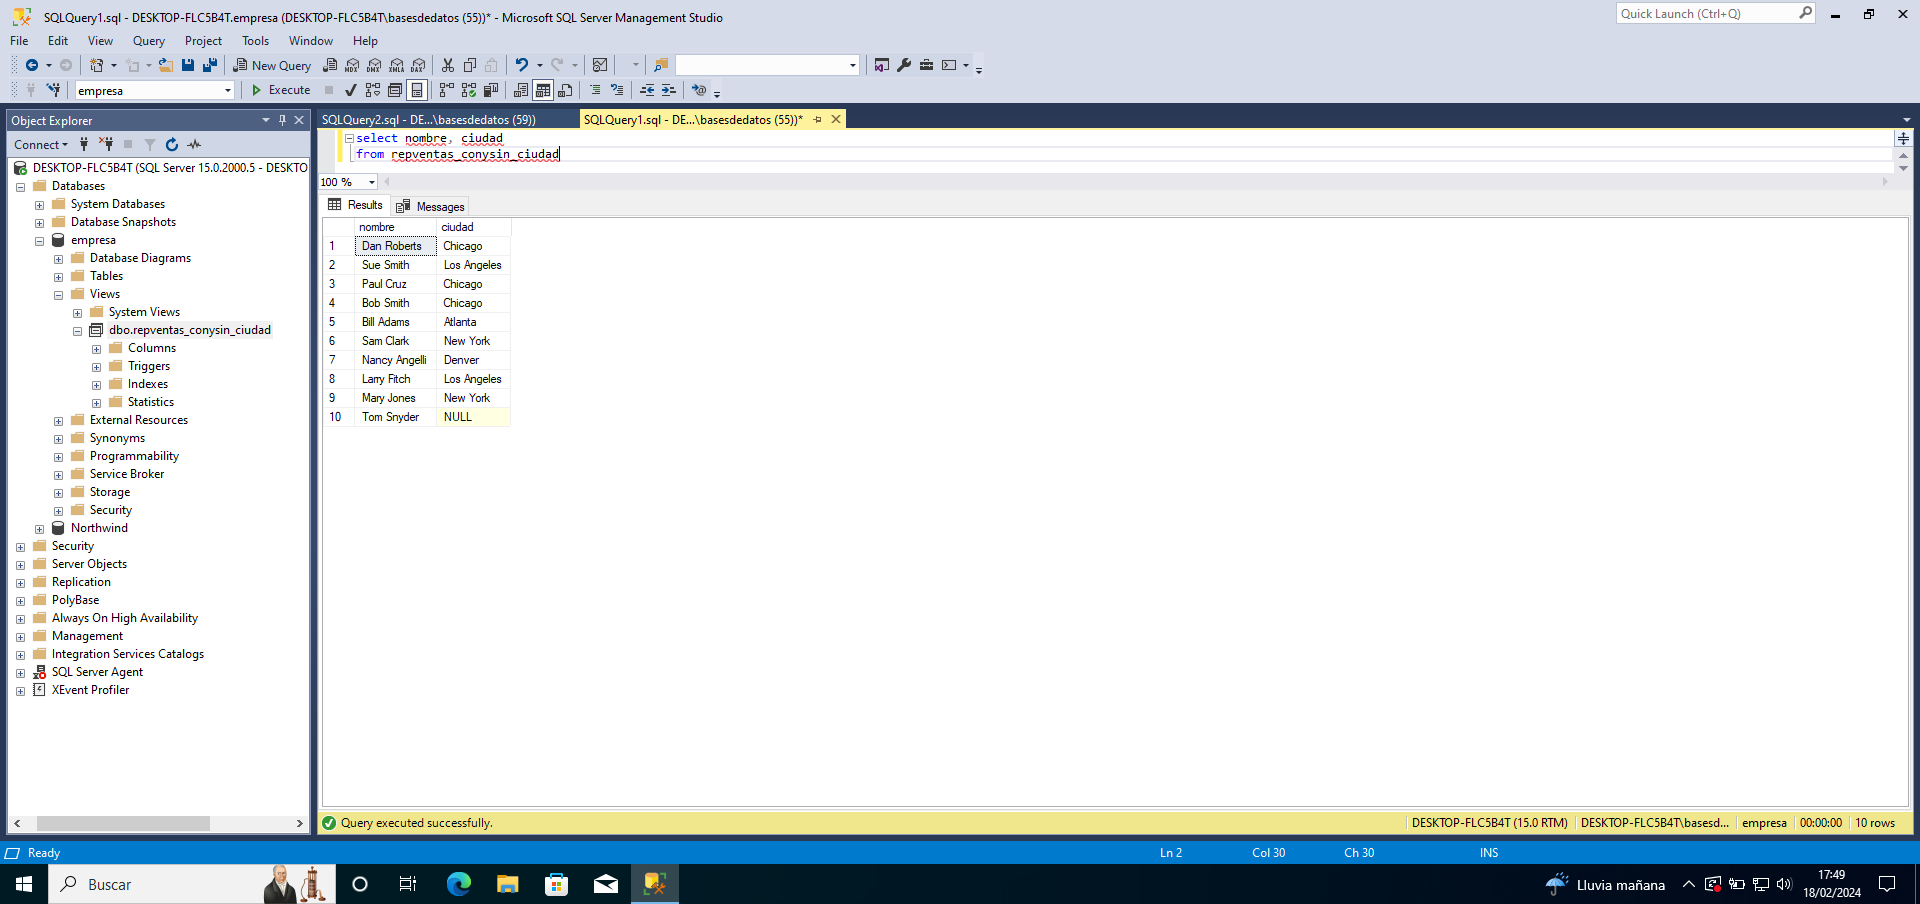 SQLQuery1.sql - DESKTOP-FLC5B4T.empresa (DESKTOP-FLC5B4T\basesdedatos (55))* - Microsoft SQL Server Management Studio
Quick Launch (Ctrl+Q)
File Edit View Query Project Tools Window Help
New Query MDX DMX XMLA DAX
empresa Execute
Object Explorer
SQLQuery2.sql - DE...\basesdedatos (59))
SQLQuery1.sql - DE...\basesdedatos (55))*
Connect
select nombre, ciudad
from repventas_conysin_ciudad
100 %
Results Messages
DESKTOP-FLC5B4T (SQL Server 15.0.2000.5 - DESKTO
Databases
System Databases
Database Snapshots
empresa
Database Diagrams
Tables
Views
System Views
dbo.repventas_conysin_ciudad
Columns
Triggers
Indexes
Statistics
External Resources
Synonyms
Programmability
Service Broker
Storage
Security
Northwind
Security
Server Objects
Replication
PolyBase
Always On High Availability
Management
Integration Services Catalogs
SQL Server Agent
XEvent Profiler
nombre ciudad
1 Dan Roberts Chicago
2 Sue Smith Los Angeles
3 Paul Cruz Chicago
4 Bob Smith Chicago
5 Bill Adams Atlanta
6 Sam Clark New York
7 Nancy Angelli Denver
8 Larry Fitch Los Angeles
9 Mary Jones New York
10 Tom Snyder NULL
Query executed successfully. DESKTOP-FLC5B4T (15.0 RTM) DESKTOP-FLC5B4T\basesd... empresa 00:00:00 10 rows
Ready Ln 2 Col 30 Ch 30 INS
Buscar Lluvia mañana 17:49
18/02/2024